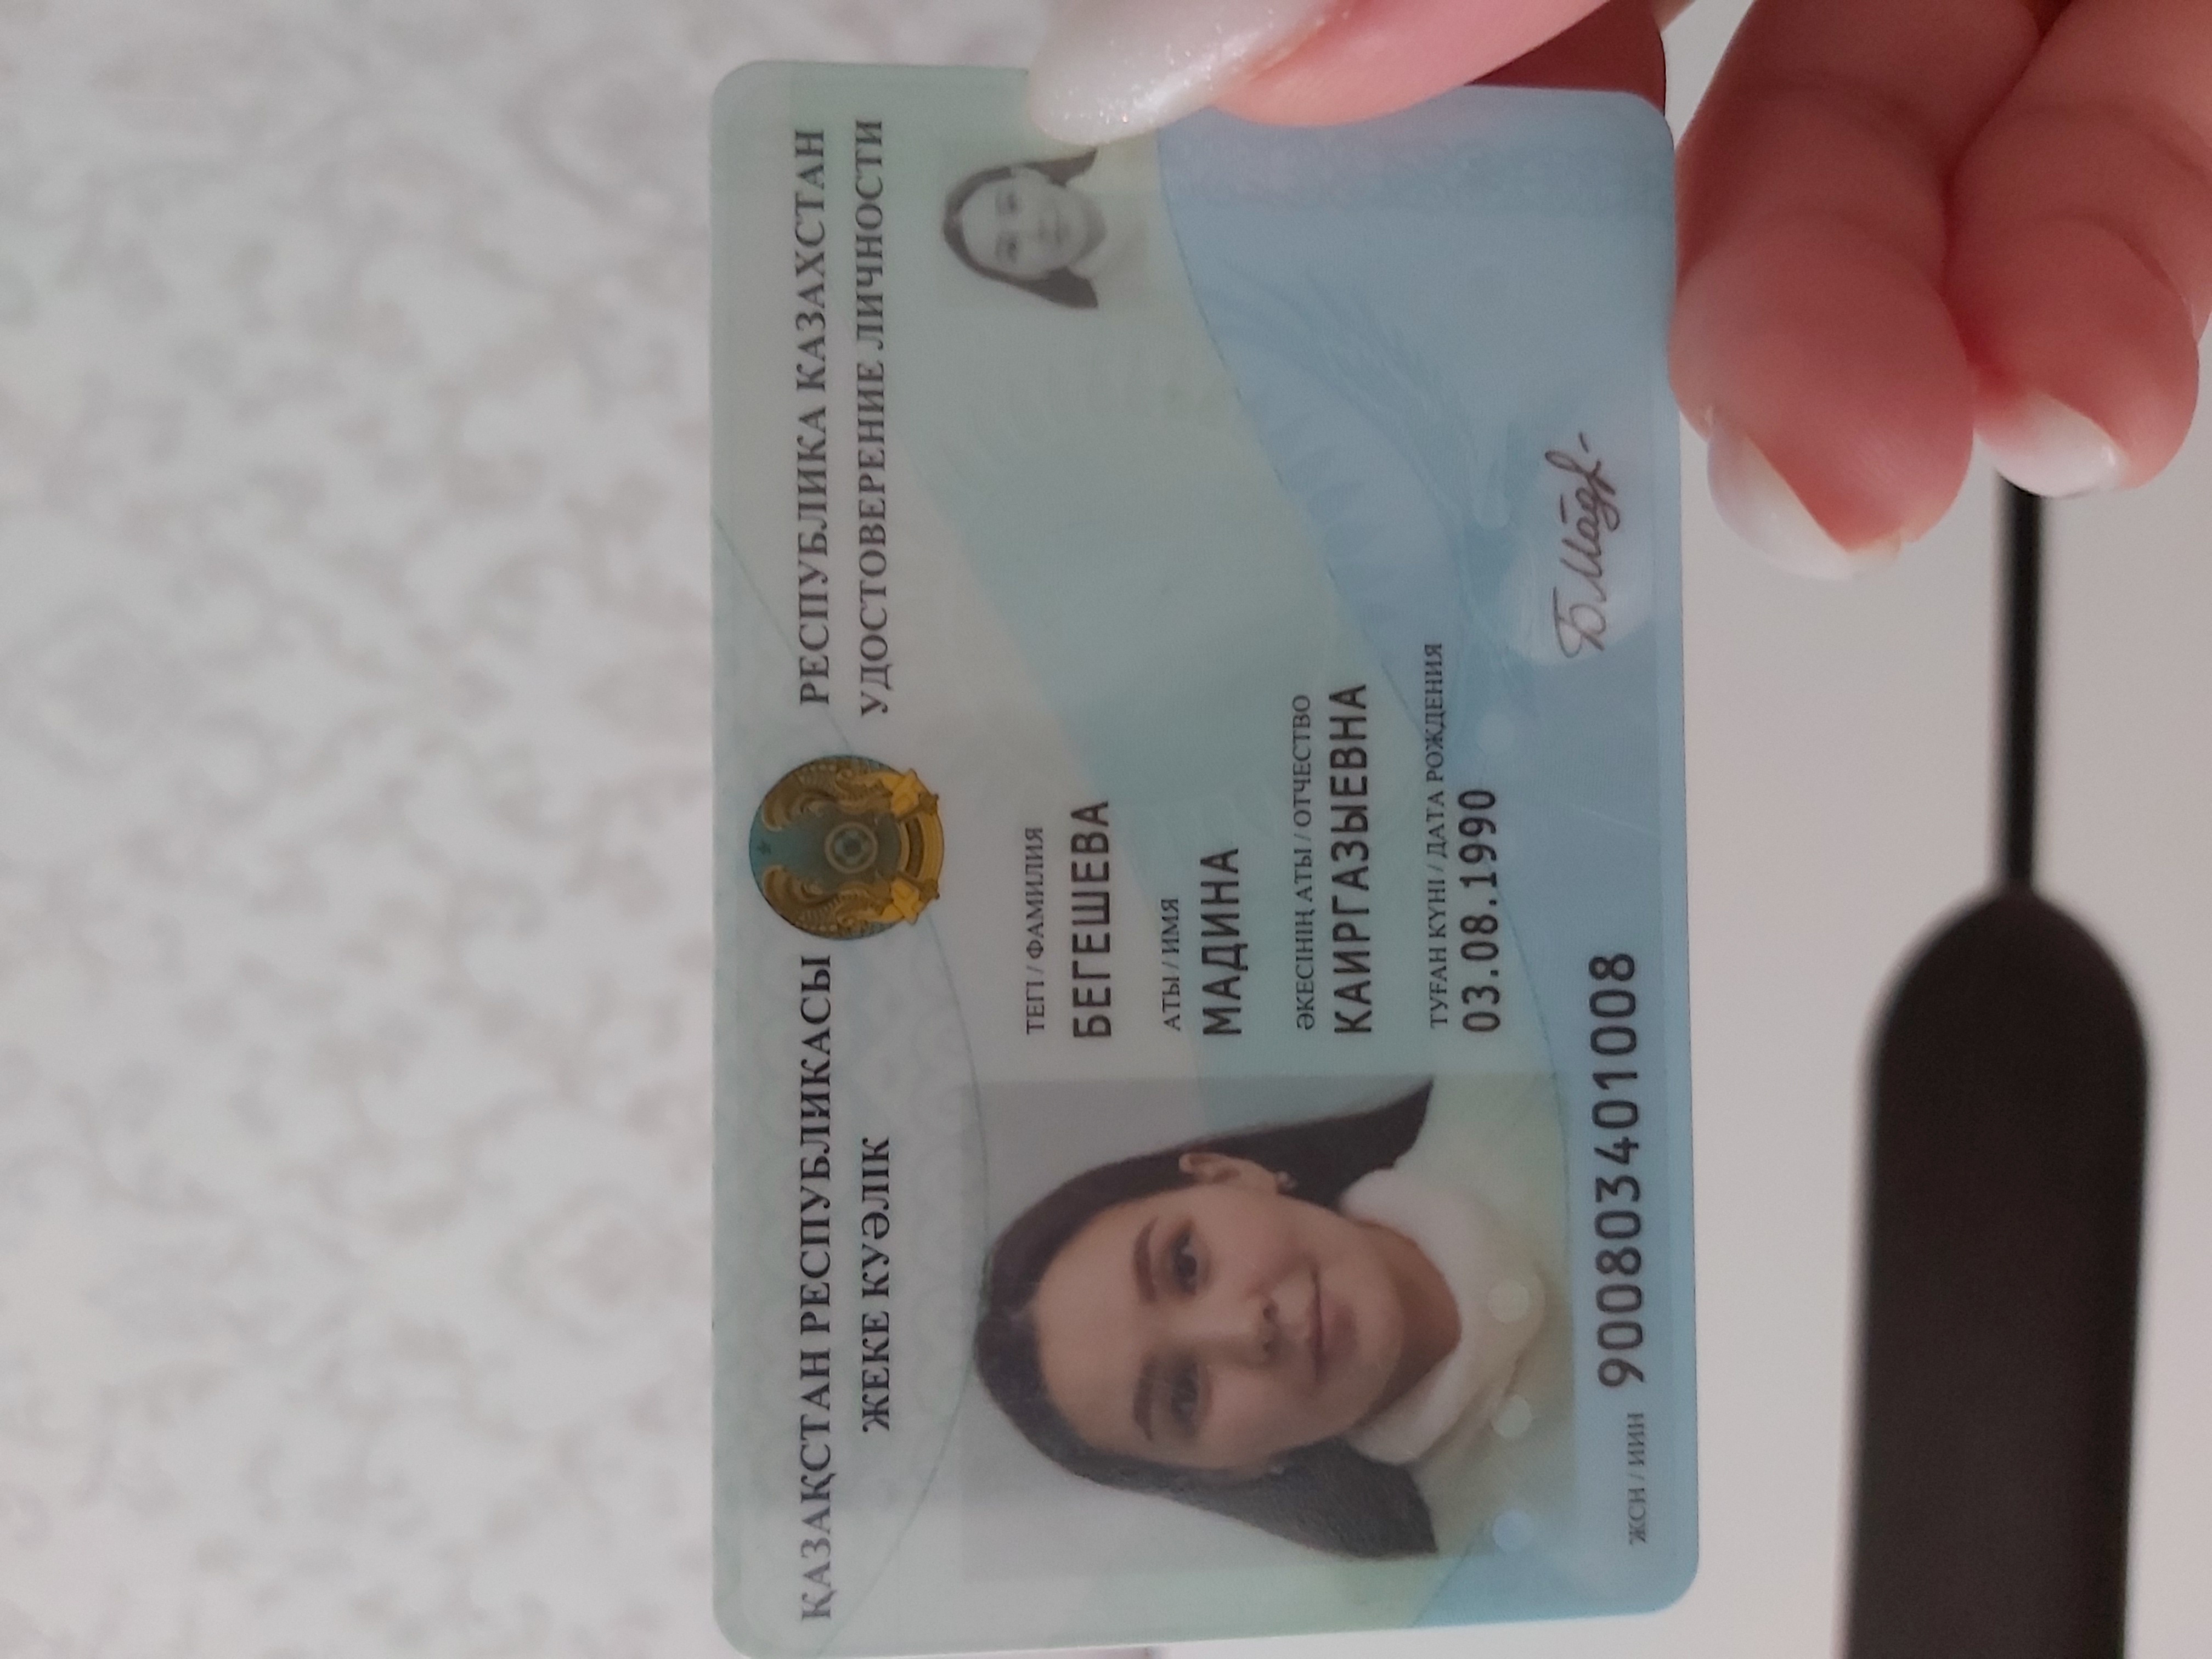 ҚАЗАҚСТАН РЕСПУБЛИКАСЫ
ЖЕКЕ КУӘЛІК
РЕСПУБЛИКА КАЗАХСТАН
УДОСТОВЕРЕНИЕ ЛИЧНОСТИ
ТЕГІ / ФАМИЛИЯ
БЕГЕШЕВА
АТЫ / ИМЯ
МАДИНА
ӘКЕСІНІҢ АТЫ / ОТЧЕСТВО
КАИРГАЗЫЕВНА
ТУҒАН КҮНІ / ДАТА РОЖДЕНИЯ
03.08.1990
ЖСН / ИИН 900803401008